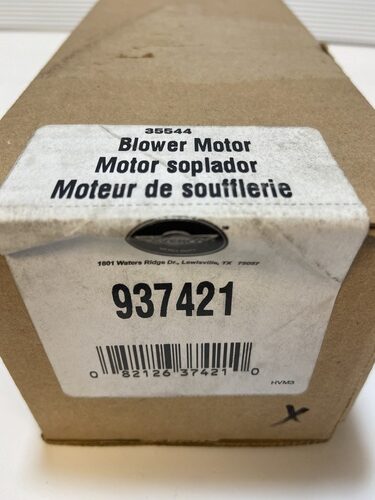 35544
Blower Motor
Motor soplador
Moteur de soufflerie
1601 Waters Ridge Dr., Lewisville, TX 75057
937421
0 82126 37421 0
HVM3
X